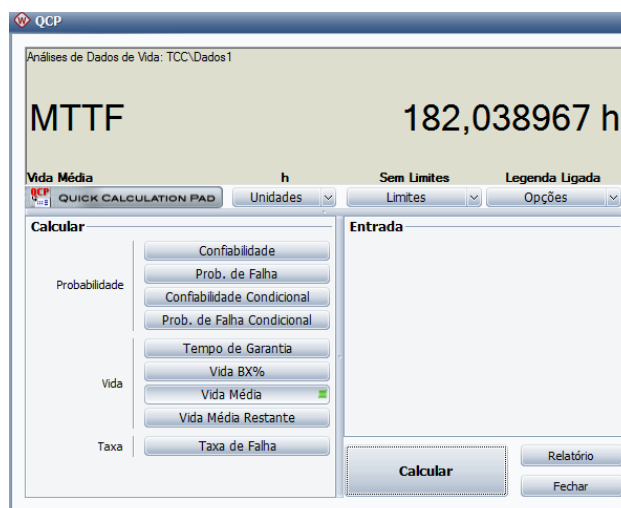 QCP
Análises de Dados de Vida: TCC\Dados1
MTTF 182,038967 h
Vida Média h Sem Limites Legenda Ligada
QCP QUICK CALCULATION PAD Unidades Limites Opções
Calcular Entrada
Confiabilidade
Prob. de Falha
Probabilidade
Confiabilidade Condicional
Prob. de Falha Condicional
Tempo de Garantia
Vida BX%
Vida
Vida Média
Vida Média Restante
Taxa Taxa de Falha
Relatório
Calcular
Fechar